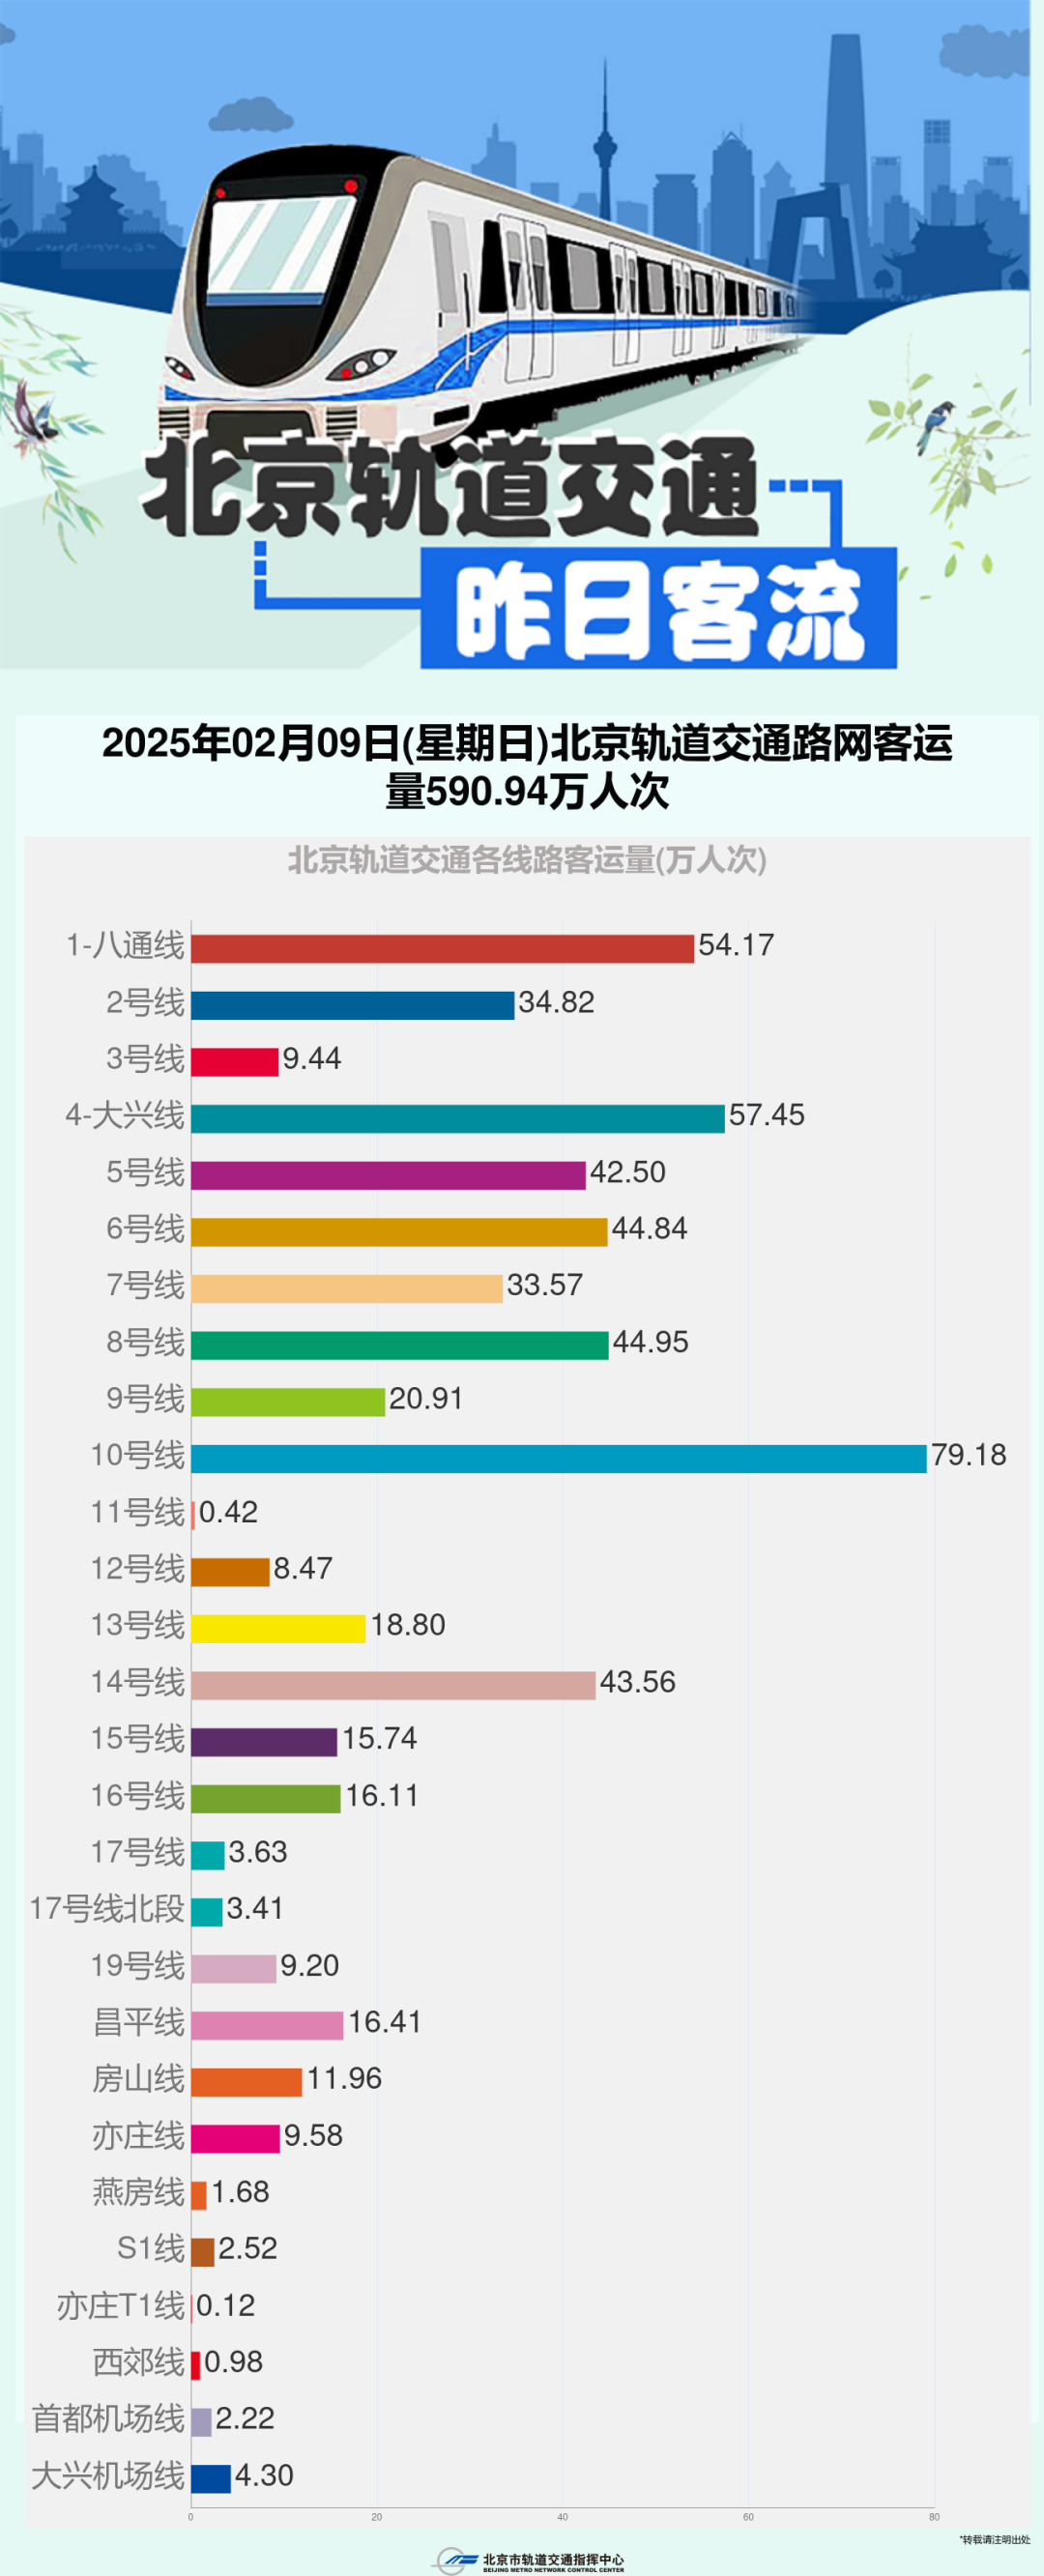 北京轨道交通
昨日客流
2025年02月09日(星期日)北京轨道交通路网客运
量590.94万人次
北京轨道交通各线路客运量(万人次)
1-八通线 54.17
2号线 34.82
3号线 9.44
4-大兴线 57.45
5号线 42.50
6号线 44.84
7号线 33.57
8号线 44.95
9号线 20.91
10号线 79.18
11号线 0.42
12号线 8.47
13号线 18.80
14号线 43.56
15号线 15.74
16号线 16.11
17号线 3.63
17号线北段 3.41
19号线 9.20
昌平线 16.41
房山线 11.96
亦庄线 9.58
燕房线 1.68
S1线 2.52
亦庄T1线 0.12
西郊线 0.98
首都机场线 2.22
大兴机场线 4.30
0 20 40 60 80
*转载请注明出处
北京市轨道交通指挥中心
BEIJING METRO NETWORK CONTROL CENTER